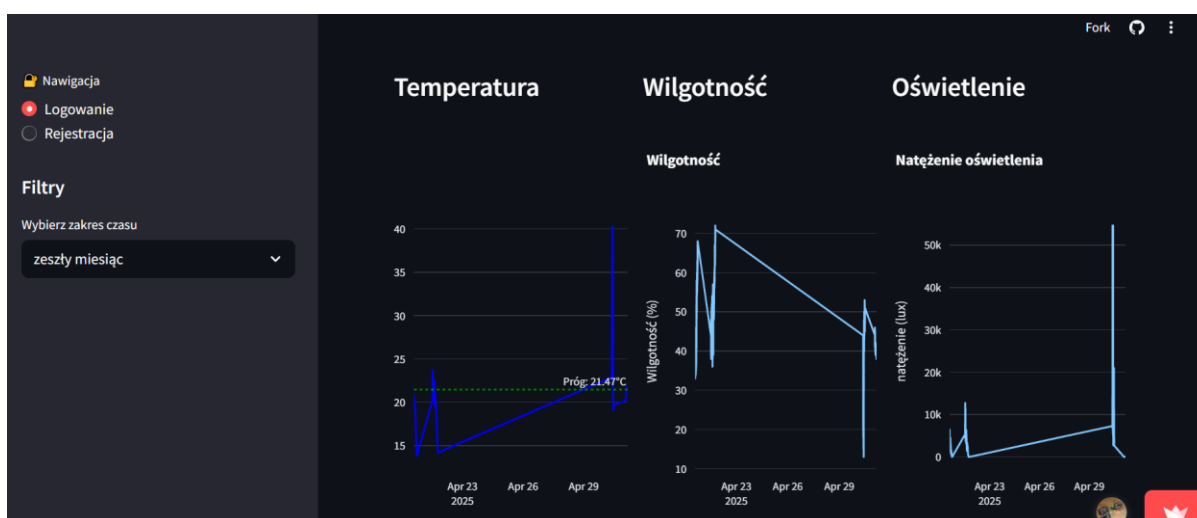 Fork
Nawigacja
Logowanie
Rejestracja
Filtry
Wybierz zakres czasu
zeszły miesiąc
Temperatura
40
35
30
25
20
15
Próg: 21.47°C
Apr 23
2025
Apr 26
Apr 29
Wilgotność
Wilgotność
Wilgotność (%)
70
60
50
40
30
20
10
Apr 23
2025
Apr 26
Apr 29
Oświetlenie
Natężenie oświetlenia
natężenie (lux)
50k
40k
30k
20k
10k
0
Apr 23
2025
Apr 26
Apr 29